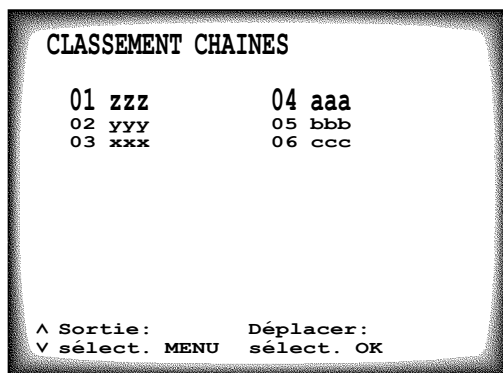 CLASSEMENT CHAINES
01 zzz 04 aaa
02 yyy 05 bbb
03 xxx 06 ccc
^ Sortie: Déplacer:
v sélect. MENU sélect. OK